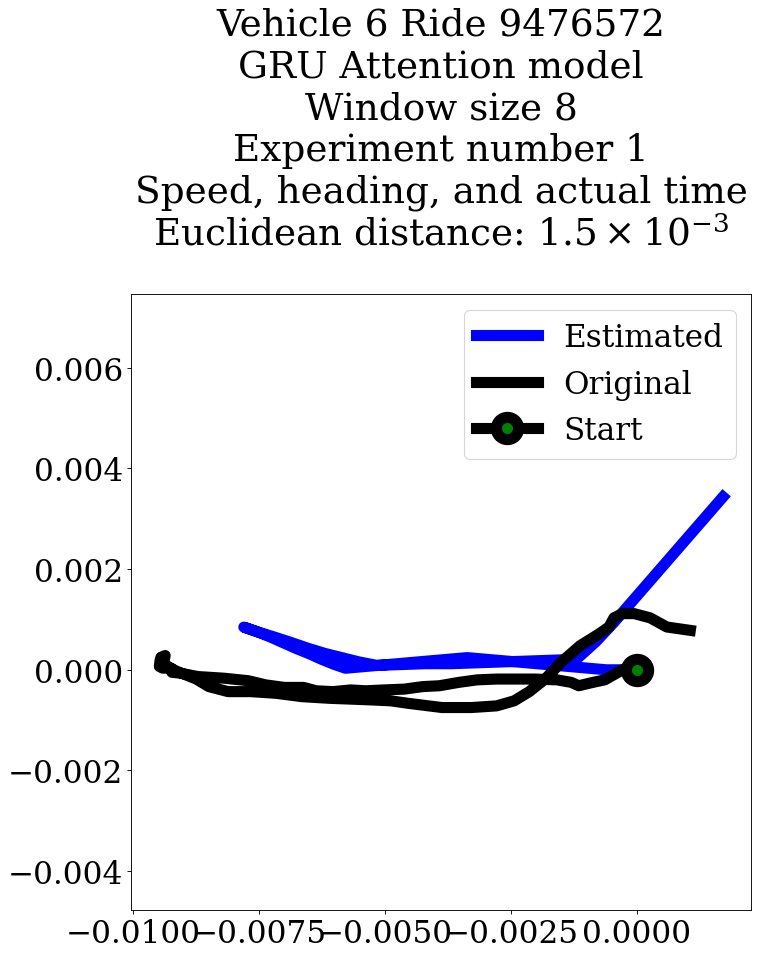 Vehicle 6 Ride 9476572
GRU Attention model
Window size 8
Experiment number 1
Speed, heading, and actual time
Euclidean distance: 1.5 × 10⁻³
Estimated
Original
Start
0.006
0.004
0.002
0.000
−0.002
−0.004
−0.0100 −0.0075 −0.0050 −0.0025 0.0000